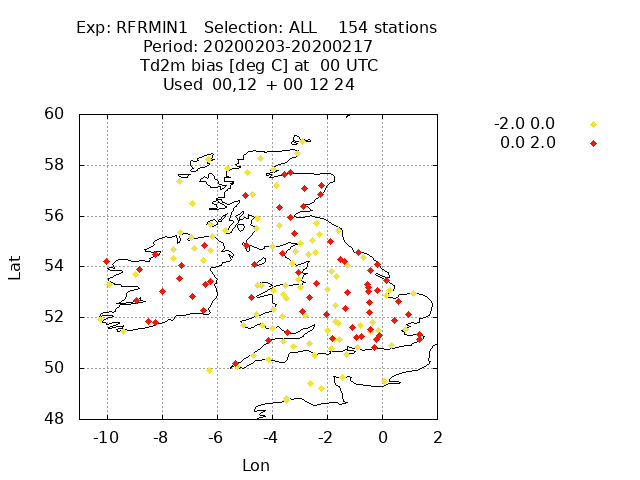 Exp: RFRMIN1   Selection: ALL    154 stations
Period: 20200203-20200217
Td2m bias [deg C] at  00 UTC
Used  00,12  + 00 12 24
-2.0 0.0
0.0 2.0
60
58
56
54
52
50
48
Lat
-10 -8 -6 -4 -2 0 2
Lon